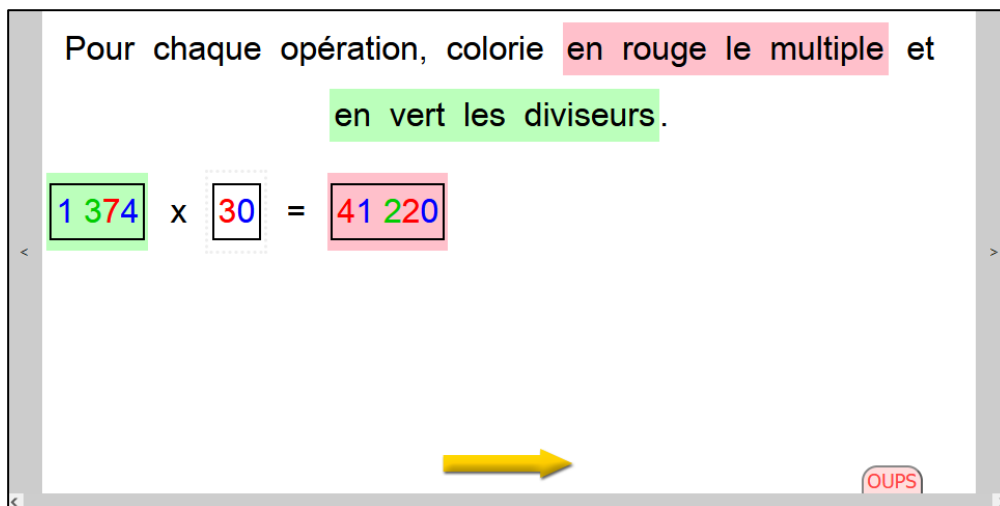 Pour chaque opération, colorie en rouge le multiple et
en vert les diviseurs.
1 374 x 30 = 41 220
< >
OUPS
<